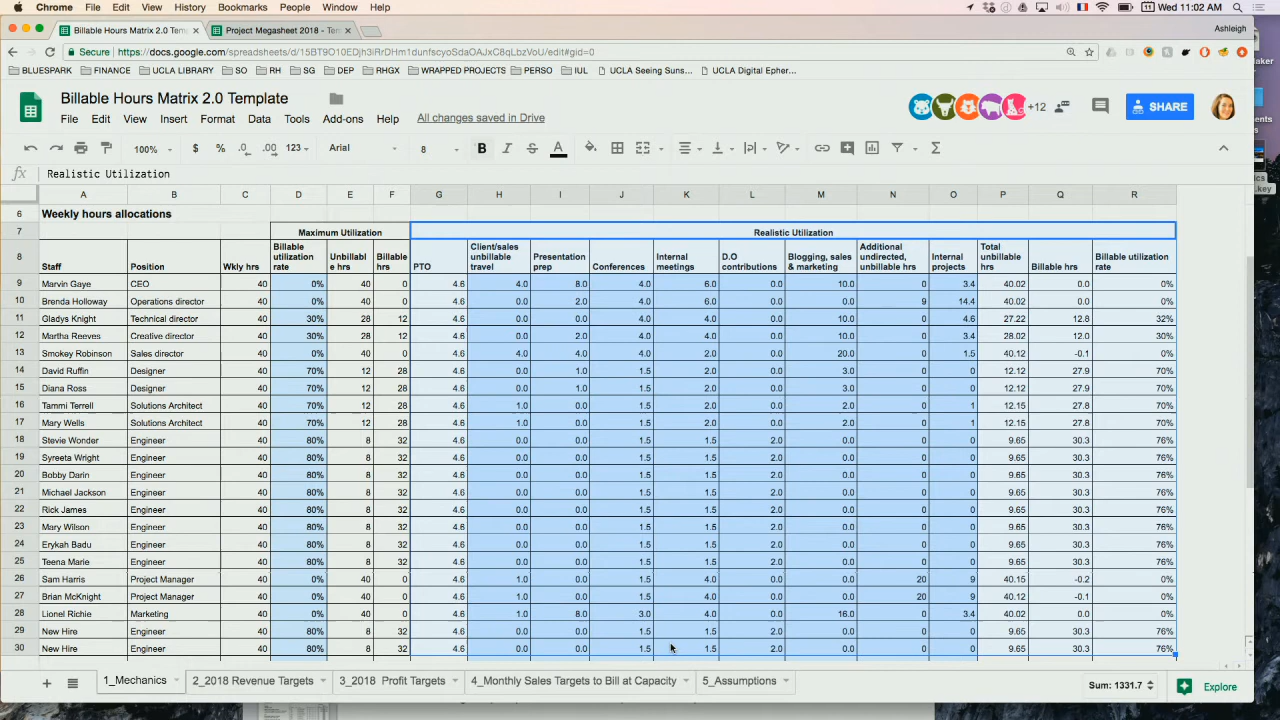 Chrome File Edit View History Bookmarks People Window Help
11 Wed 11:02 AM
Billable Hours Matrix 2.0 Temp
Project Megasheet 2018 - Tem
Ashleigh
Secure https://docs.google.com/spreadsheets/d/15BT9O10EDjh3iRrDHm1dunfscyoSdaOAJxC8qLbzVoU/edit#gid=0
BLUESPARK FINANCE UCLA LIBRARY SO RH SG DEP RHGX WRAPPED PROJECTS PERSO IUL UCLA Seeing Suns... UCLA Digital Epher...
Billable Hours Matrix 2.0 Template
+12 SHARE
File Edit View Insert Format Data Tools Add-ons Help All changes saved in Drive
100% $ % .0 .00 123 Arial 8 B I S A Σ
fx Realistic Utilization
A B C D E F G H I J K L M N O P Q R
6 Weekly hours allocations
7 Maximum Utilization Realistic Utilization
8 Staff Position Wkly hrs Billable utilization rate Unbillabl e hrs Billable hrs PTO Client/sales unbillable travel Presentation prep Conferences Internal meetings D.O contributions Blogging, sales & marketing Additional undirected, unbillable hrs Internal projects Total unbillable hrs Billable hrs Billable utilization rate
9 Marvin Gaye CEO 40 0% 40 0 4.6 4.0 8.0 4.0 6.0 0.0 10.0 0 3.4 40.02 0.0 0%
10 Brenda Holloway Operations director 40 0% 40 0 4.6 0.0 2.0 4.0 6.0 0.0 0.0 9 14.4 40.02 0.0 0%
11 Gladys Knight Technical director 40 30% 28 12 4.6 0.0 0.0 4.0 4.0 0.0 10.0 0 4.6 27.22 12.8 32%
12 Martha Reeves Creative director 40 30% 28 12 4.6 0.0 2.0 4.0 4.0 0.0 10.0 0 3.4 28.02 12.0 30%
13 Smokey Robinson Sales director 40 0% 40 0 4.6 4.0 4.0 4.0 2.0 0.0 20.0 0 1.5 40.12 -0.1 0%
14 David Ruffin Designer 40 70% 12 28 4.6 0.0 1.0 1.5 2.0 0.0 3.0 0 0 12.12 27.9 70%
15 Diana Ross Designer 40 70% 12 28 4.6 0.0 1.0 1.5 2.0 0.0 3.0 0 0 12.12 27.9 70%
16 Tammi Terrell Solutions Architect 40 70% 12 28 4.6 1.0 0.0 1.5 2.0 0.0 2.0 0 1 12.15 27.8 70%
17 Mary Wells Solutions Architect 40 70% 12 28 4.6 1.0 0.0 1.5 2.0 0.0 2.0 0 1 12.15 27.8 70%
18 Stevie Wonder Engineer 40 80% 8 32 4.6 0.0 0.0 1.5 1.5 2.0 0.0 0 0 9.65 30.3 76%
19 Syreeta Wright Engineer 40 80% 8 32 4.6 0.0 0.0 1.5 1.5 2.0 0.0 0 0 9.65 30.3 76%
20 Bobby Darin Engineer 40 80% 8 32 4.6 0.0 0.0 1.5 1.5 2.0 0.0 0 0 9.65 30.3 76%
21 Michael Jackson Engineer 40 80% 8 32 4.6 0.0 0.0 1.5 1.5 2.0 0.0 0 0 9.65 30.3 76%
22 Rick James Engineer 40 80% 8 32 4.6 0.0 0.0 1.5 1.5 2.0 0.0 0 0 9.65 30.3 76%
23 Mary Wilson Engineer 40 80% 8 32 4.6 0.0 0.0 1.5 1.5 2.0 0.0 0 0 9.65 30.3 76%
24 Erykah Badu Engineer 40 80% 8 32 4.6 0.0 0.0 1.5 1.5 2.0 0.0 0 0 9.65 30.3 76%
25 Teena Marie Engineer 40 80% 8 32 4.6 0.0 0.0 1.5 1.5 2.0 0.0 0 0 9.65 30.3 76%
26 Sam Harris Project Manager 40 0% 40 0 4.6 1.0 0.0 1.5 4.0 0.0 0.0 20 9 40.15 -0.2 0%
27 Brian McKnight Project Manager 40 0% 40 0 4.6 1.0 0.0 1.5 4.0 0.0 0.0 20 9 40.12 -0.1 0%
28 Lionel Richie Marketing 40 0% 40 0 4.6 1.0 8.0 3.0 4.0 0.0 16.0 0 3.4 40.02 0.0 0%
29 New Hire Engineer 40 80% 8 32 4.6 0.0 0.0 1.5 1.5 2.0 0.0 0 0 9.65 30.3 76%
30 New Hire Engineer 40 80% 8 32 4.6 0.0 0.0 1.5 1.5 2.0 0.0 0 0 9.65 30.3 76%
1_Mechanics 2_2018 Revenue Targets 3_2018 Profit Targets 4_Monthly Sales Targets to Bill at Capacity 5_Assumptions Sum: 1331.7 Explore